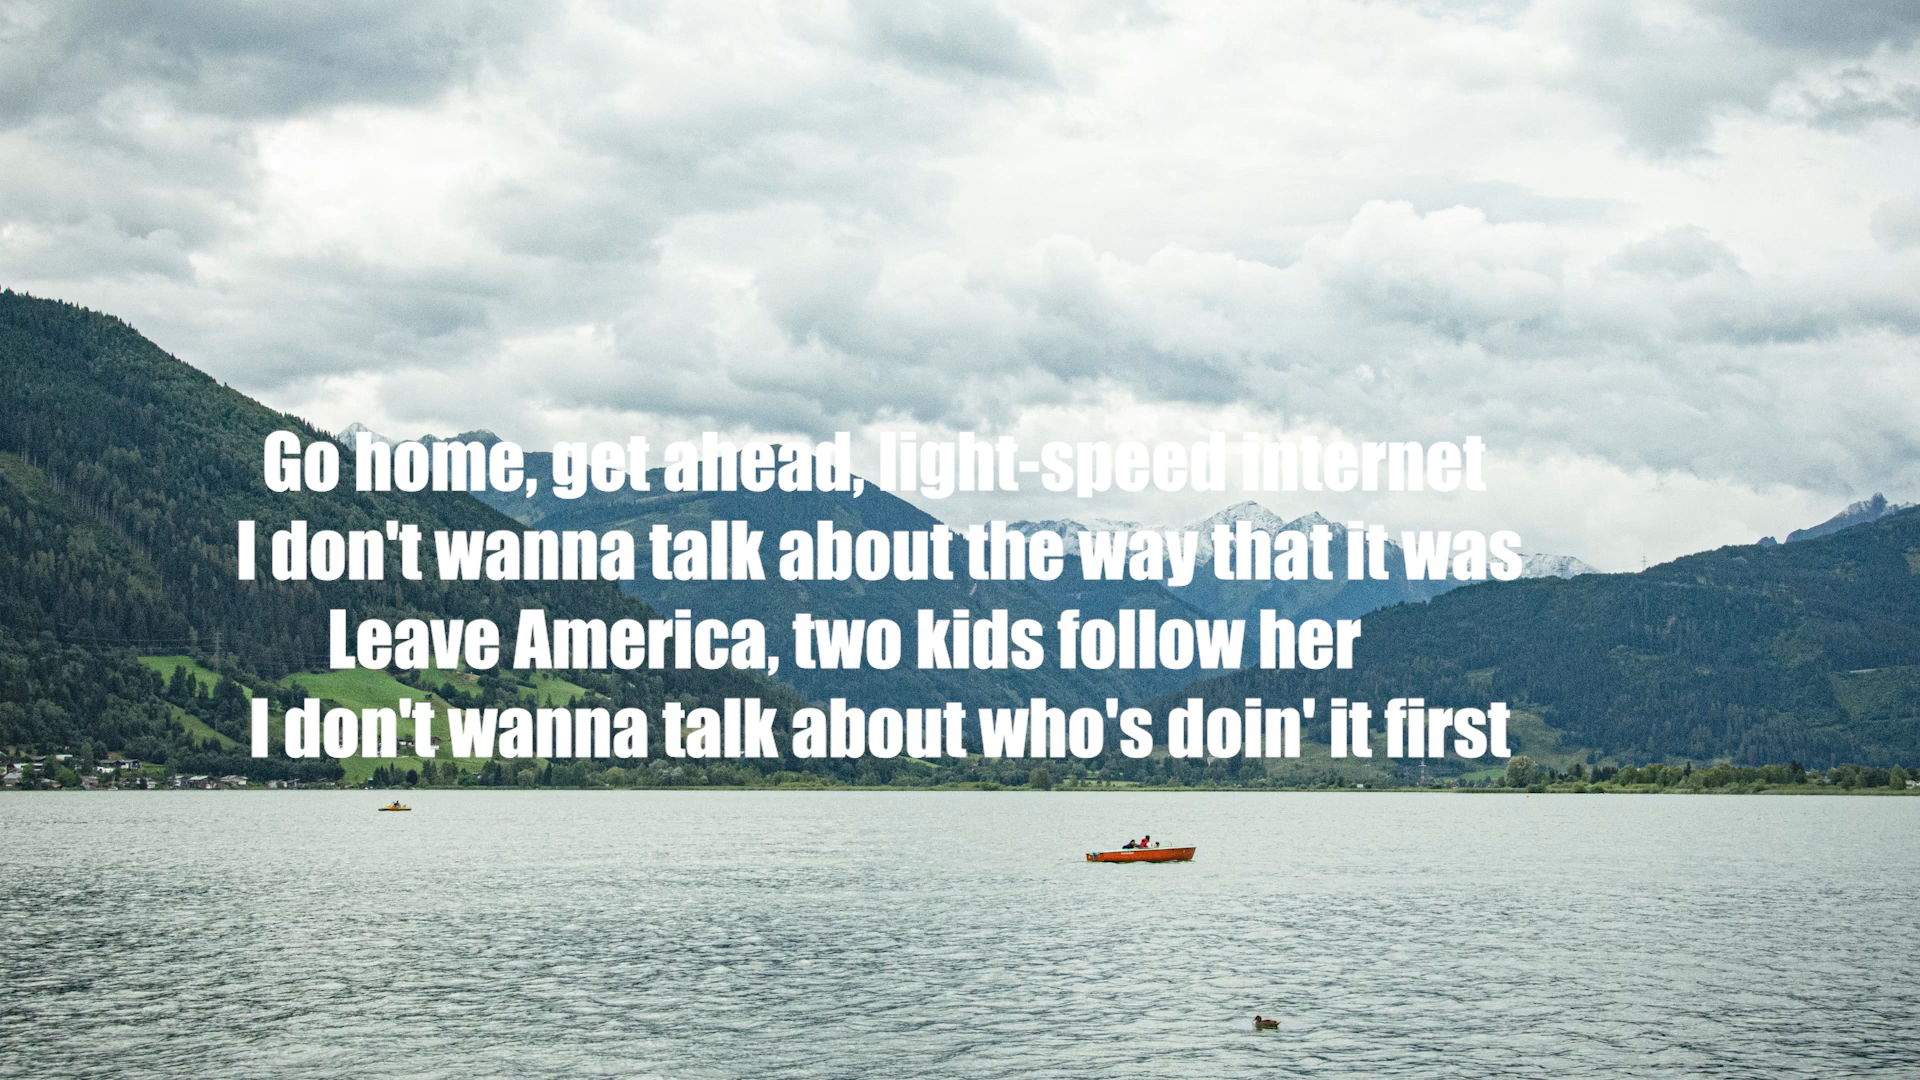 Go home, get ahead, light-speed internet
I don't wanna talk about the way that it was
Leave America, two kids follow her
I don't wanna talk about who's doin' it first